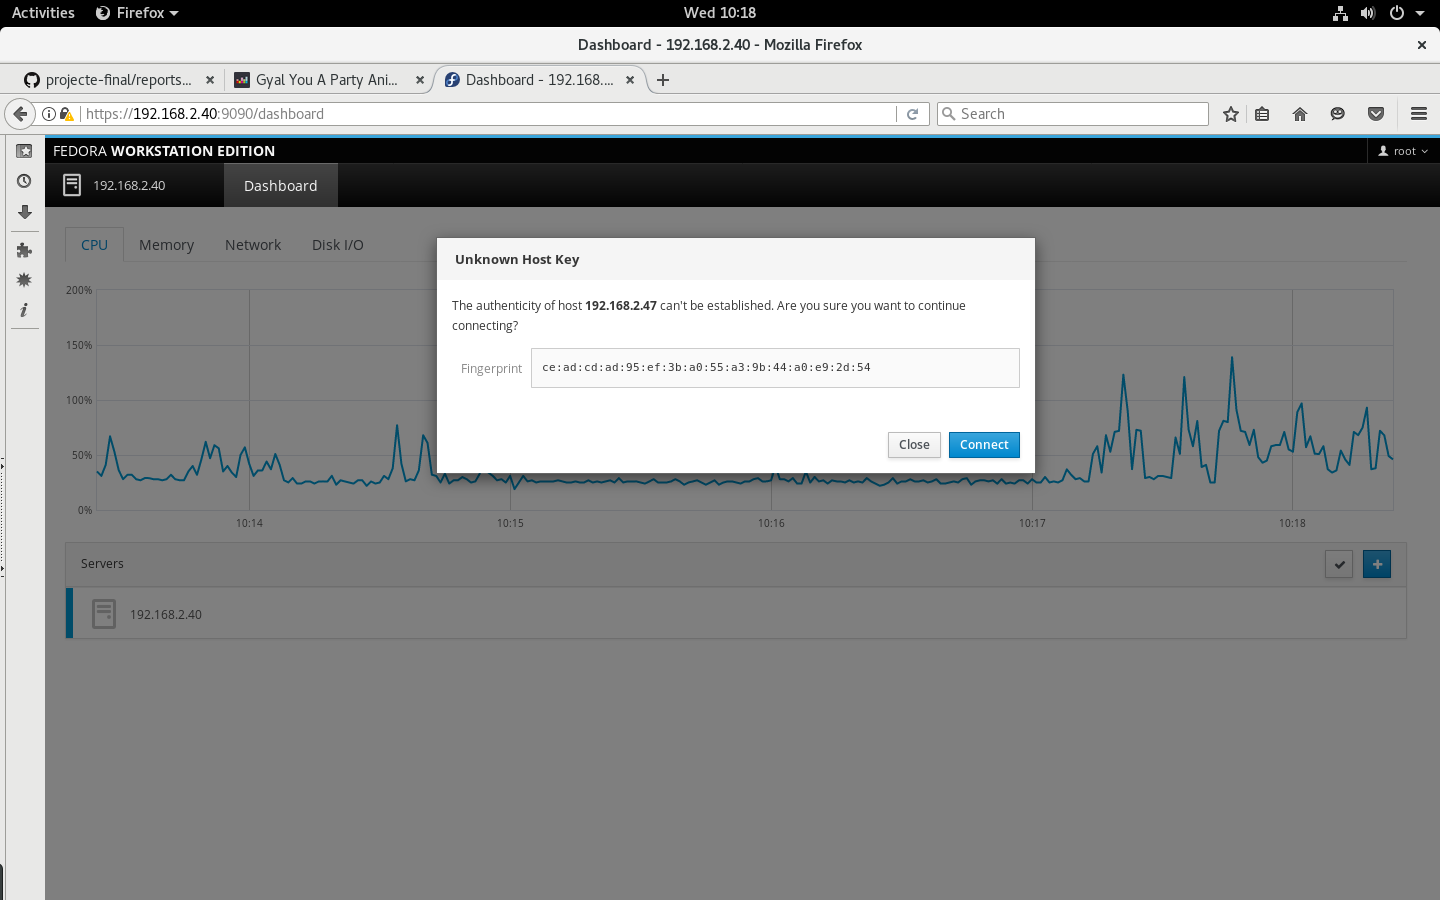 Activities Firefox Wed 10:18
Dashboard - 192.168.2.40 - Mozilla Firefox
projecte-final/reports... Gyal You A Party Ani... Dashboard - 192.168....
https://192.168.2.40:9090/dashboard Search
FEDORA WORKSTATION EDITION root
192.168.2.40 Dashboard
CPU Memory Network Disk I/O
Unknown Host Key
The authenticity of host 192.168.2.47 can't be established. Are you sure you want to continue
connecting?
Fingerprint ce:ad:cd:ad:95:ef:3b:a0:55:a3:9b:44:a0:e9:2d:54
Close Connect
200%
150%
100%
50%
0%
10:14 10:15 10:16 10:17 10:18
Servers
192.168.2.40